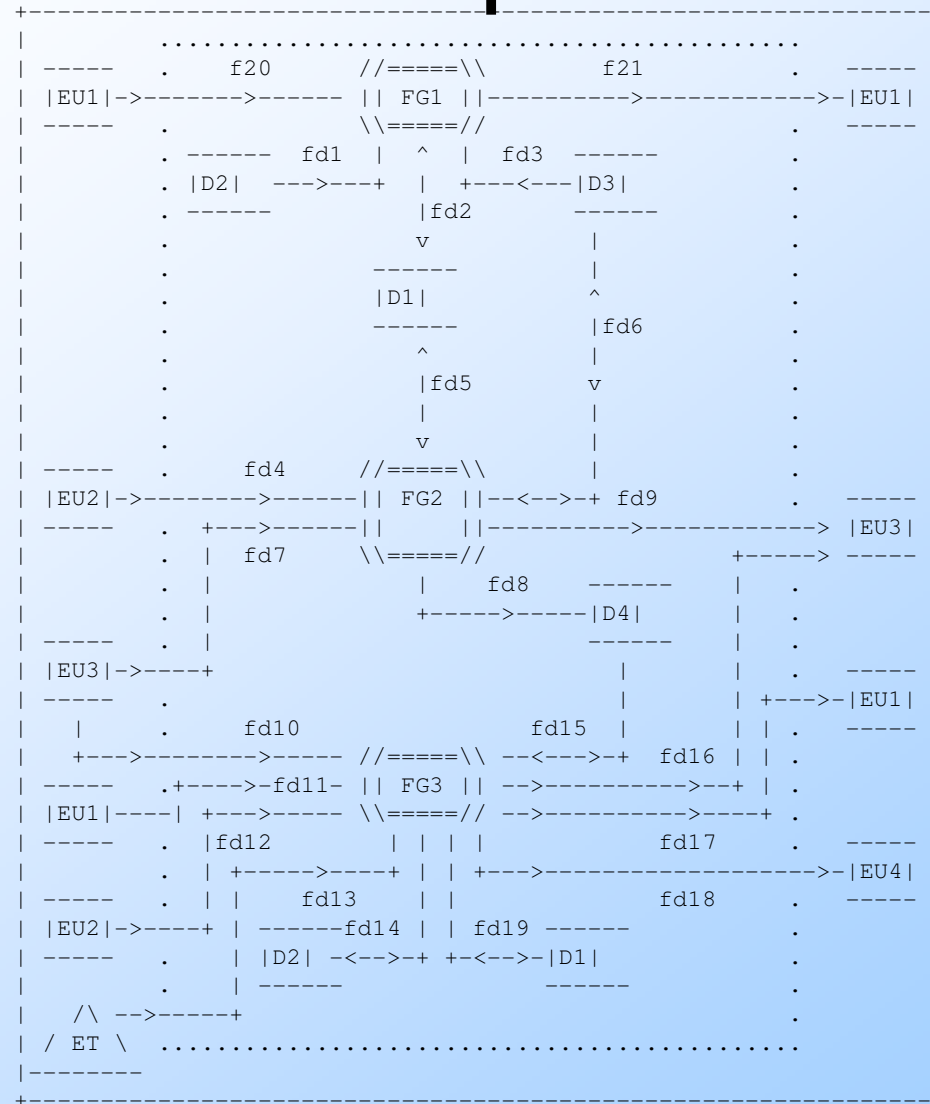 +--------------------------------█-------------------------------
|         .............................................
| -----   .    f20      //=====\\        f21          .   -----
| |EU1|->------->------ || FG1 ||---------->------------>-|EU1|
| -----   .             \\=====//                     .   -----
|         . ------  fd1  |  ^  |  fd3  ------         .
|         . |D2|  --->---+  |  +---<---|D3|           .
|         . ------          |fd2       ------         .
|         .                 v           |             .
|         .              ------         |             .
|         .              |D1|           ^             .
|         .              ------         |fd6          .
|         .                 ^           |             .
|         .                 |fd5        v             .
|         .                 |           |             .
|         .                 v           |             .
| -----   .     fd4     //=====\\       |             .
| |EU2|->-------->------|| FG2 ||--<-->-+ fd9         .   -----
| -----   .  +--->------||     ||---------->------------> |EU3|
|         .  |  fd7     \\=====//                 +-----> -----
|         .  |              |    fd8    ------    |   .
|         .  |              +----->-----|D4|      |   .
| -----   .  |                          ------    |   .
| |EU3|->----+                            |       |   .   -----
| -----   .                               |       | +--->-|EU1|
|   |     .     fd10                fd15  |       | | .   -----
|   +--->-------->----- //=====\\ --<--->-+  fd16 | | .
| -----   .+---->-fd11- || FG3 || -->---------->--+ | .
| |EU1|----| +--->----- \\=====// -->---------->----+ .
| -----   .  |fd12        | | | |            fd17     .   -----
|         .  | +----->----+ | | +--->------------------->-|EU4|
| -----   .  | |    fd13    | |              fd18     .   -----
| |EU2|->----+ | ------fd14 | | fd19 ------           .
| -----   .    | |D2| -<-->-+ +-<-->-|D1|             .
|         .    | ------              ------           .
|   /\ -->-----+                                      .
| / ET \  .............................................
|--------
+----------------------------------------------------------------